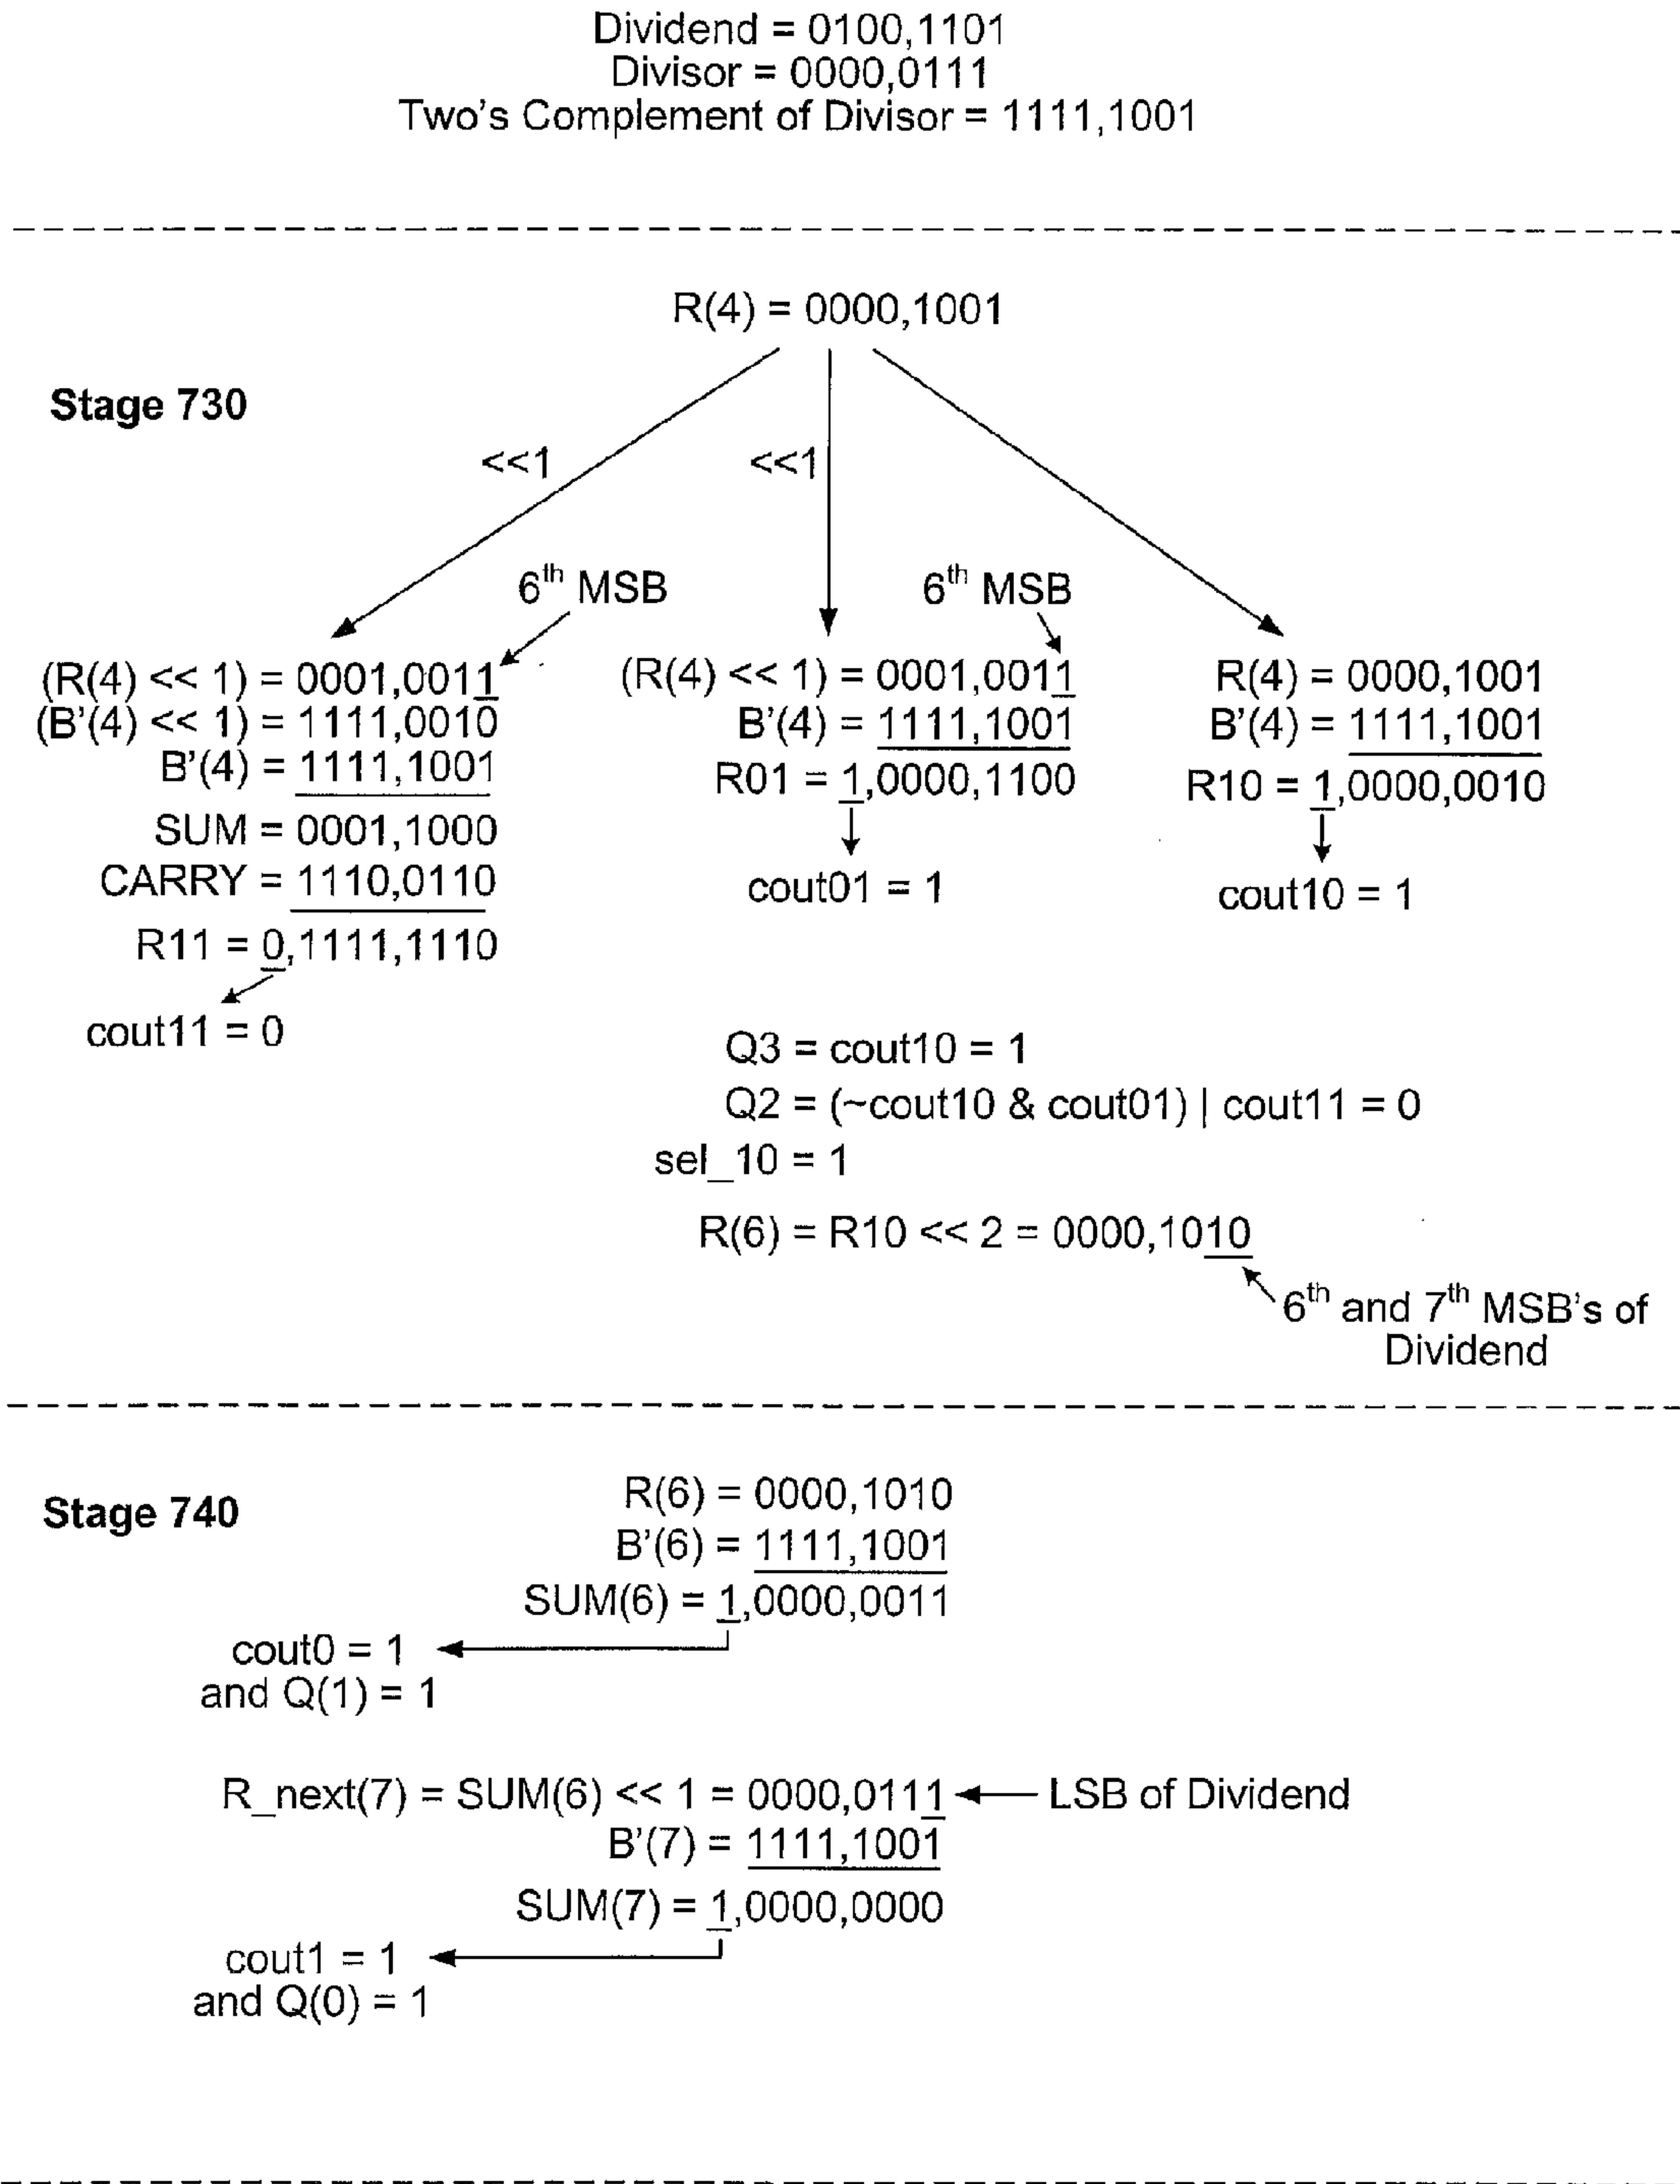 Dividend = 0100,1101
Divisor = 0000,0111
Two's Complement of Divisor = 1111,1001
R(4) = 0000,1001
Stage 730
<<1
<<1
6th MSB
6th MSB
(R(4) << 1) = 0001,0011
(B'(4) << 1) = 1111,0010
B'(4) = 1111,1001
SUM = 0001,1000
CARRY = 1110,0110
R11 = 0,1111,1110
cout11 = 0
(R(4) << 1) = 0001,0011
B'(4) = 1111,1001
R01 = 1,0000,1100
cout01 = 1
R(4) = 0000,1001
B'(4) = 1111,1001
R10 = 1,0000,0010
cout10 = 1
Q3 = cout10 = 1
Q2 = (~cout10 & cout01) | cout11 = 0
sel_10 = 1
R(6) = R10 << 2 = 0000,1010
6th and 7th MSB's of
Dividend
Stage 740
R(6) = 0000,1010
B'(6) = 1111,1001
SUM(6) = 1,0000,0011
cout0 = 1
and Q(1) = 1
R_next(7) = SUM(6) << 1 = 0000,0111
LSB of Dividend
B'(7) = 1111,1001
SUM(7) = 1,0000,0000
cout1 = 1
and Q(0) = 1